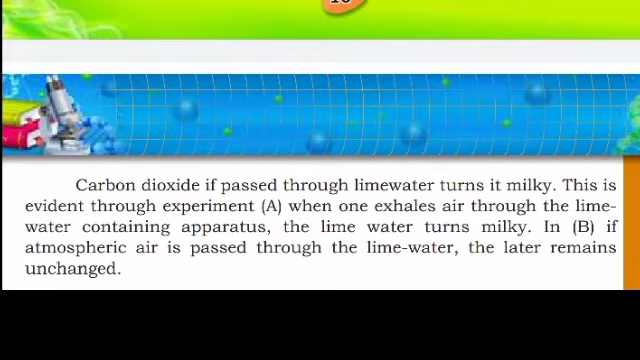 Carbon dioxide if passed through limewater turns it milky. This is
evident through experiment (A) when one exhales air through the lime-
water containing apparatus, the lime water turns milky. In (B) if
atmospheric air is passed through the lime-water, the later remains
unchanged.